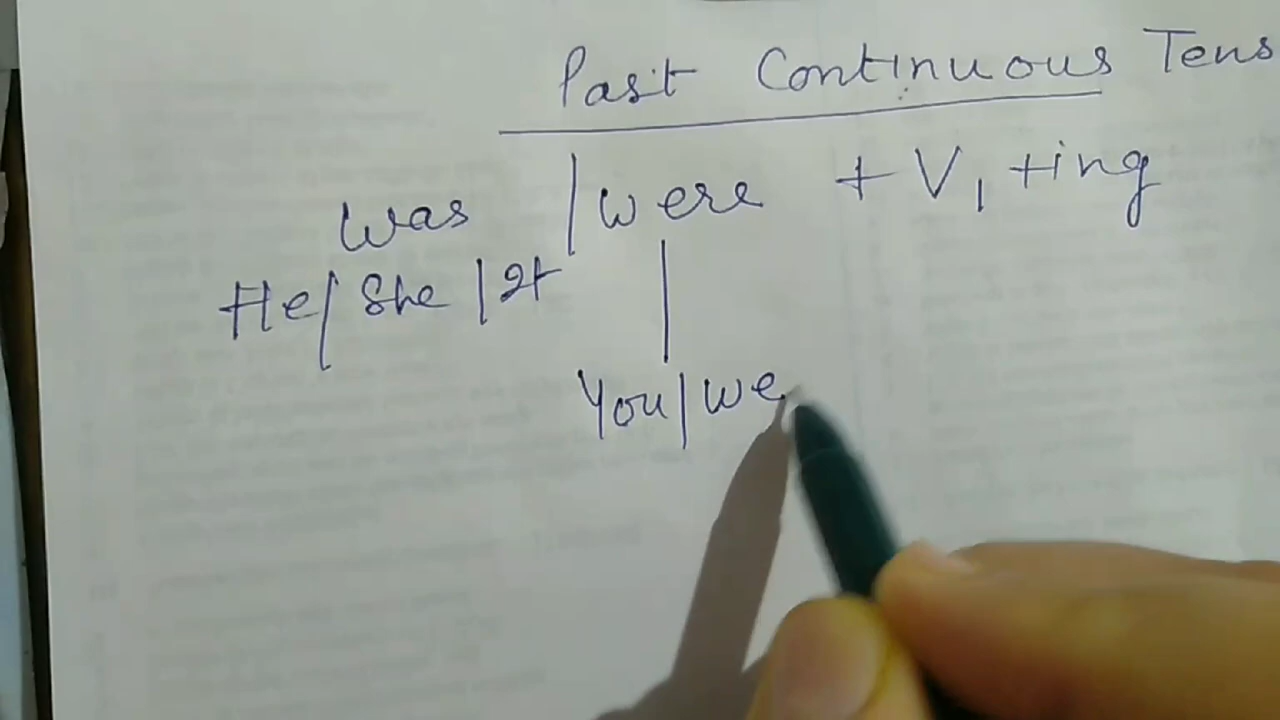 Past Continuous Tens
Was / were + V1 +ing
He/ She / It
You / we